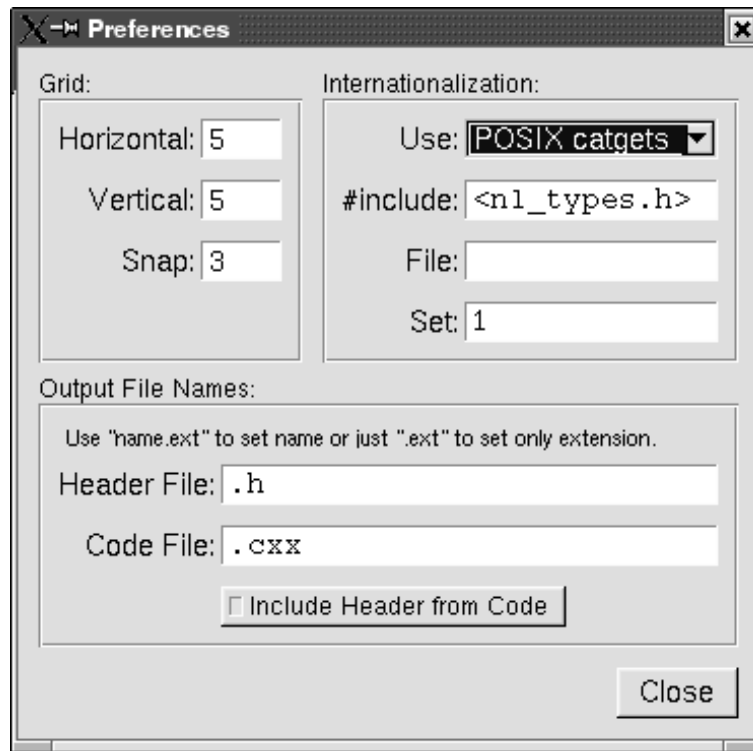 Preferences
Grid:
Horizontal: 5
Vertical: 5
Snap: 3
Internationalization:
Use: POSIX catgets
#include: <nl_types.h>
File:
Set: 1
Output File Names:
Use "name.ext" to set name or just ".ext" to set only extension.
Header File: .h
Code File: .cxx
Include Header from Code
Close